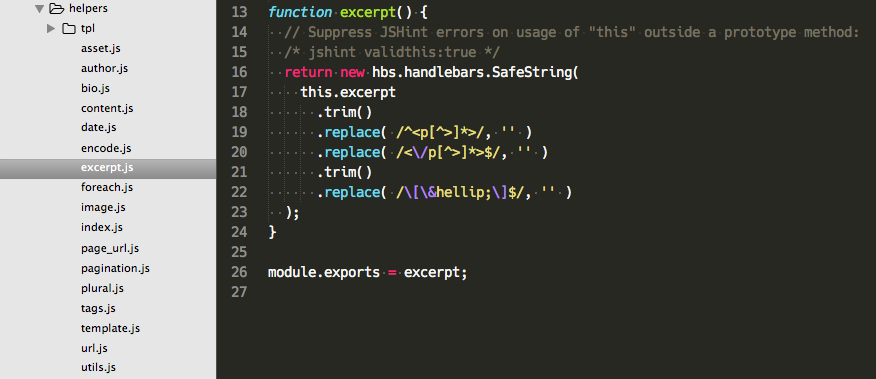 helpers
tpl
asset.js
author.js
bio.js
content.js
date.js
encode.js
excerpt.js
foreach.js
image.js
index.js
page_url.js
pagination.js
plural.js
tags.js
template.js
url.js
utils.js
13 function excerpt() {
14   // Suppress JSHint errors on usage of "this" outside a prototype method:
15   /* jshint validthis:true */
16   return new hbs.handlebars.SafeString(
17     this.excerpt
18       .trim()
19       .replace( /^<p[^>]*>/, '' )
20       .replace( /<\/p[^>]*>$/, '' )
21       .trim()
22       .replace( /\[\&hellip;\]$/, '' )
23   );
24 }
25
26 module.exports = excerpt;
27